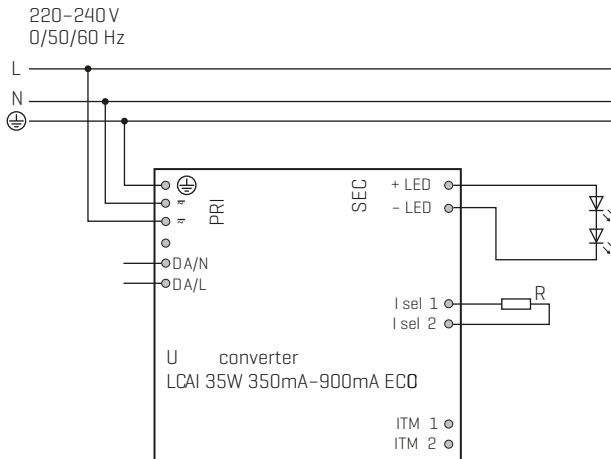 220–240 V
0/50/60 Hz
L
N
PRI
SEC
+ LED
– LED
DA/N
DA/L
I sel 1
R
I sel 2
U converter
LCAI 35W 350mA–900mA ECO
ITM 1
ITM 2